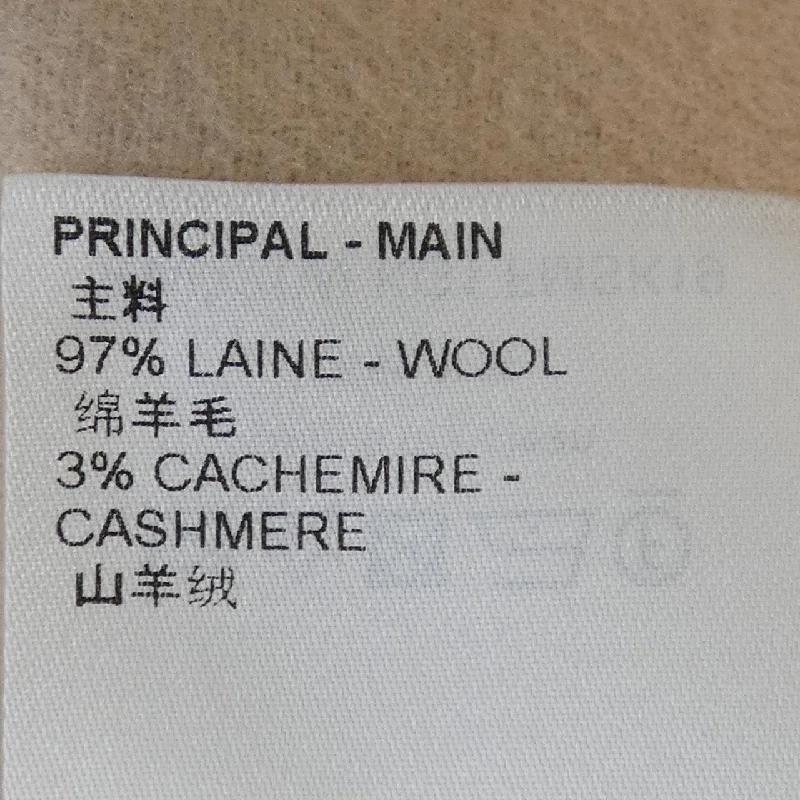 PRINCIPAL - MAIN
主料
97% LAINE - WOOL
绵羊毛
3% CACHEMIRE -
CASHMERE
山羊绒